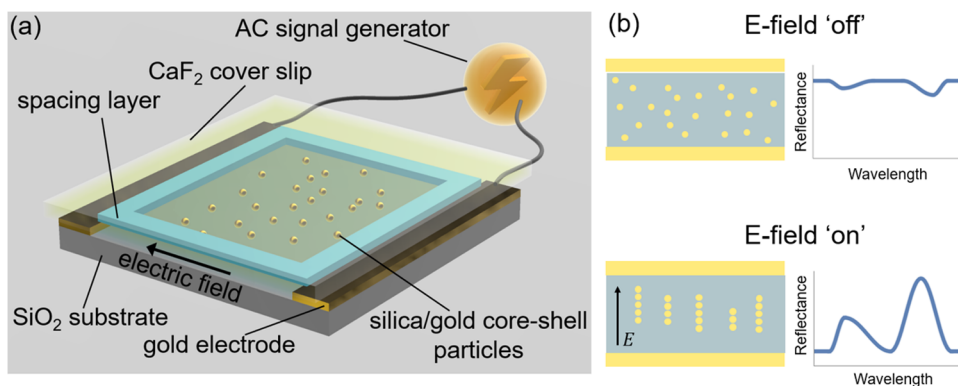 (a)
AC signal generator
CaF₂ cover slip
spacing layer
electric field
SiO₂ substrate
gold electrode
silica/gold core-shell
particles
(b)
E-field 'off'
Reflectance
Wavelength
E-field 'on'
E
Reflectance
Wavelength